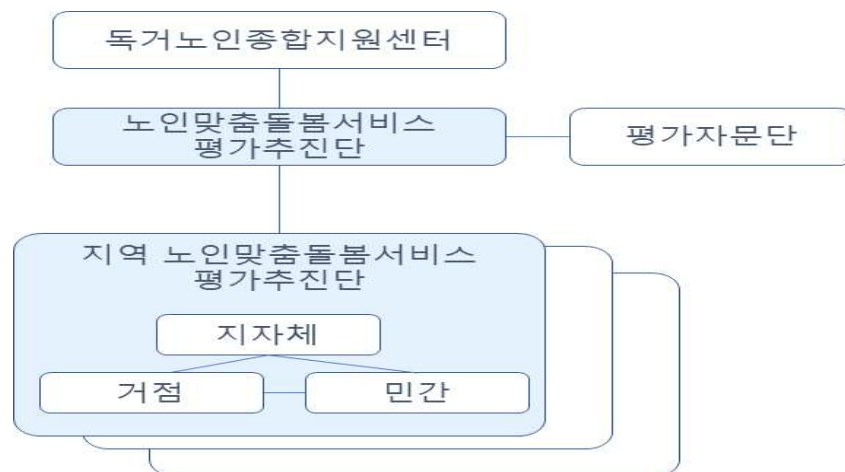 독거노인종합지원센터
노인맞춤돌봄서비스
평가추진단
평가자문단
지역 노인맞춤돌봄서비스
평가추진단
지자체
거점
민간